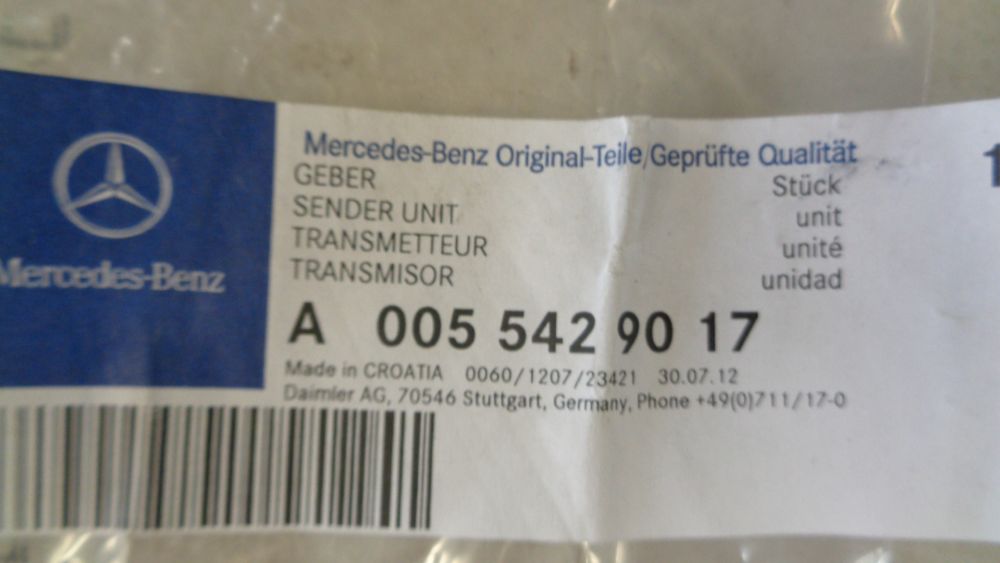 Mercedes-Benz
Mercedes-Benz Original-Teile/Geprüfte Qualität
GEBER Stück
SENDER UNIT unit
TRANSMETTEUR unité
TRANSMISOR unidad
A 005 542 90 17
Made in CROATIA 0060/1207/23421 30.07.12
Daimler AG, 70546 Stuttgart, Germany, Phone +49(0)711/17-0